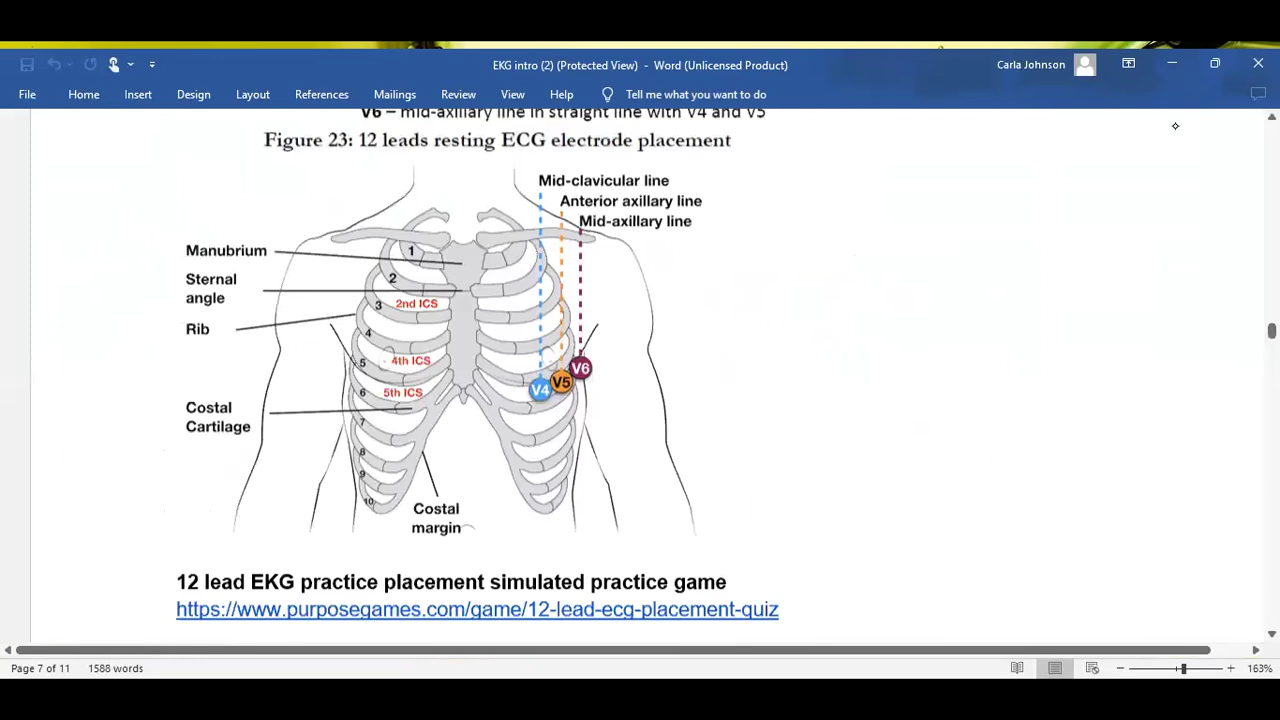 EKG intro (2) (Protected View) - Word (Unlicensed Product)
Carla Johnson
File Home Insert Design Layout References Mailings Review View Help Tell me what you want to do
V6 – mid-axillary line in straight line with V4 and V5
Figure 23: 12 leads resting ECG electrode placement
Mid-clavicular line
Anterior axillary line
Mid-axillary line
Manubrium
Sternal
angle
Rib
Costal
Cartilage
1
2
3
2nd ICS
4
5
4th ICS
6
5th ICS
7
8
9
10
V4
V5
V6
Costal
margin
12 lead EKG practice placement simulated practice game
https://www.purposegames.com/game/12-lead-ecg-placement-quiz
Page 7 of 11 1588 words
163%